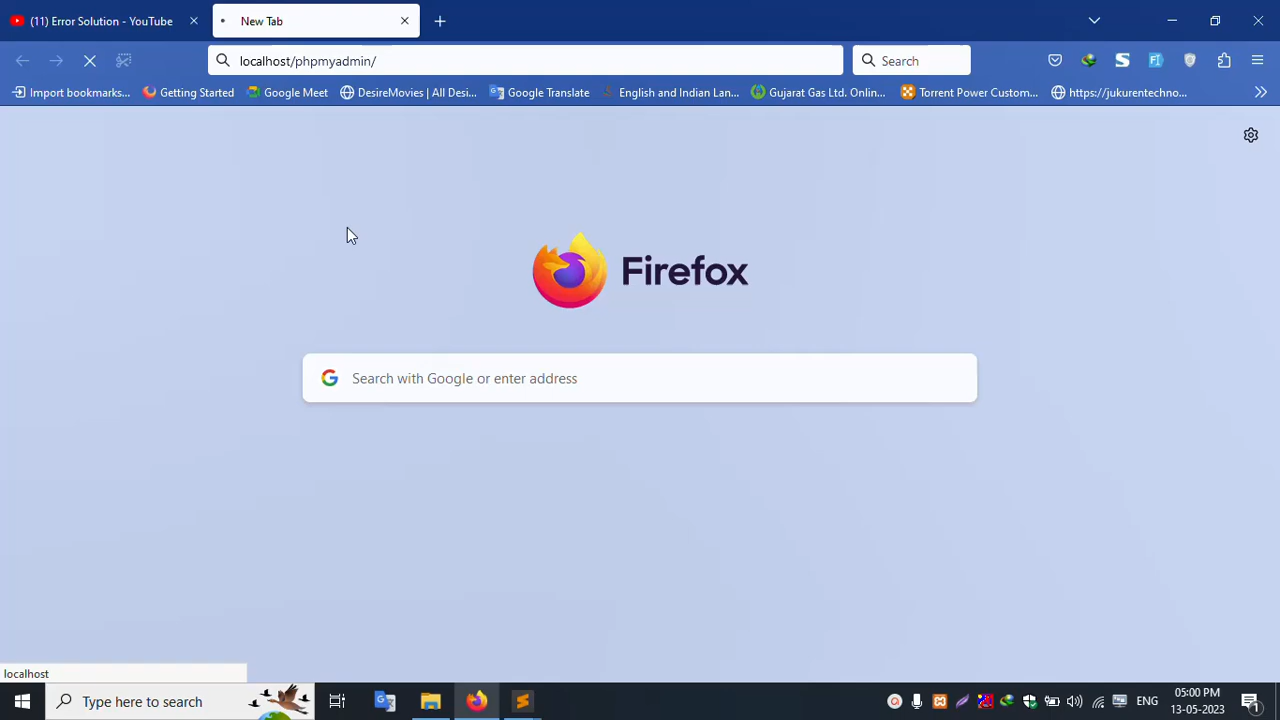 (11) Error Solution - YouTube
New Tab
localhost/phpmyadmin/
Search
Import bookmarks...
Getting Started
Google Meet
DesireMovies | All Desi...
Google Translate
English and Indian Lan...
Gujarat Gas Ltd. Onlin...
Torrent Power Custom...
https://jukurentechno...
Firefox
Search with Google or enter address
localhost
Type here to search
ENG
05:00 PM
13-05-2023